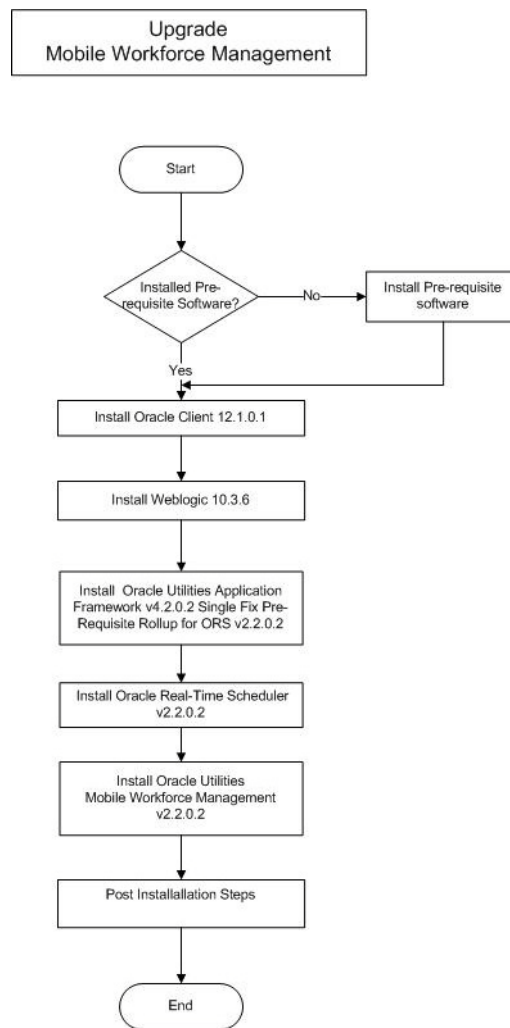 Upgrade
Mobile Workforce Management
Start
Installed Pre-
requisite Software?
No
Install Pre-requisite
software
Yes
Install Oracle Client 12.1.0.1
Install Weblogic 10.3.6
Install Oracle Utilities Application
Framework v4.2.0.2 Single Fix Pre-
Requisite Rollup for ORS v2.2.0.2
Install Oracle Real-Time Scheduler
v2.2.0.2
Install Oracle Utilities
Mobile Workforce Management
v2.2.0.2
Post Installallation Steps
End